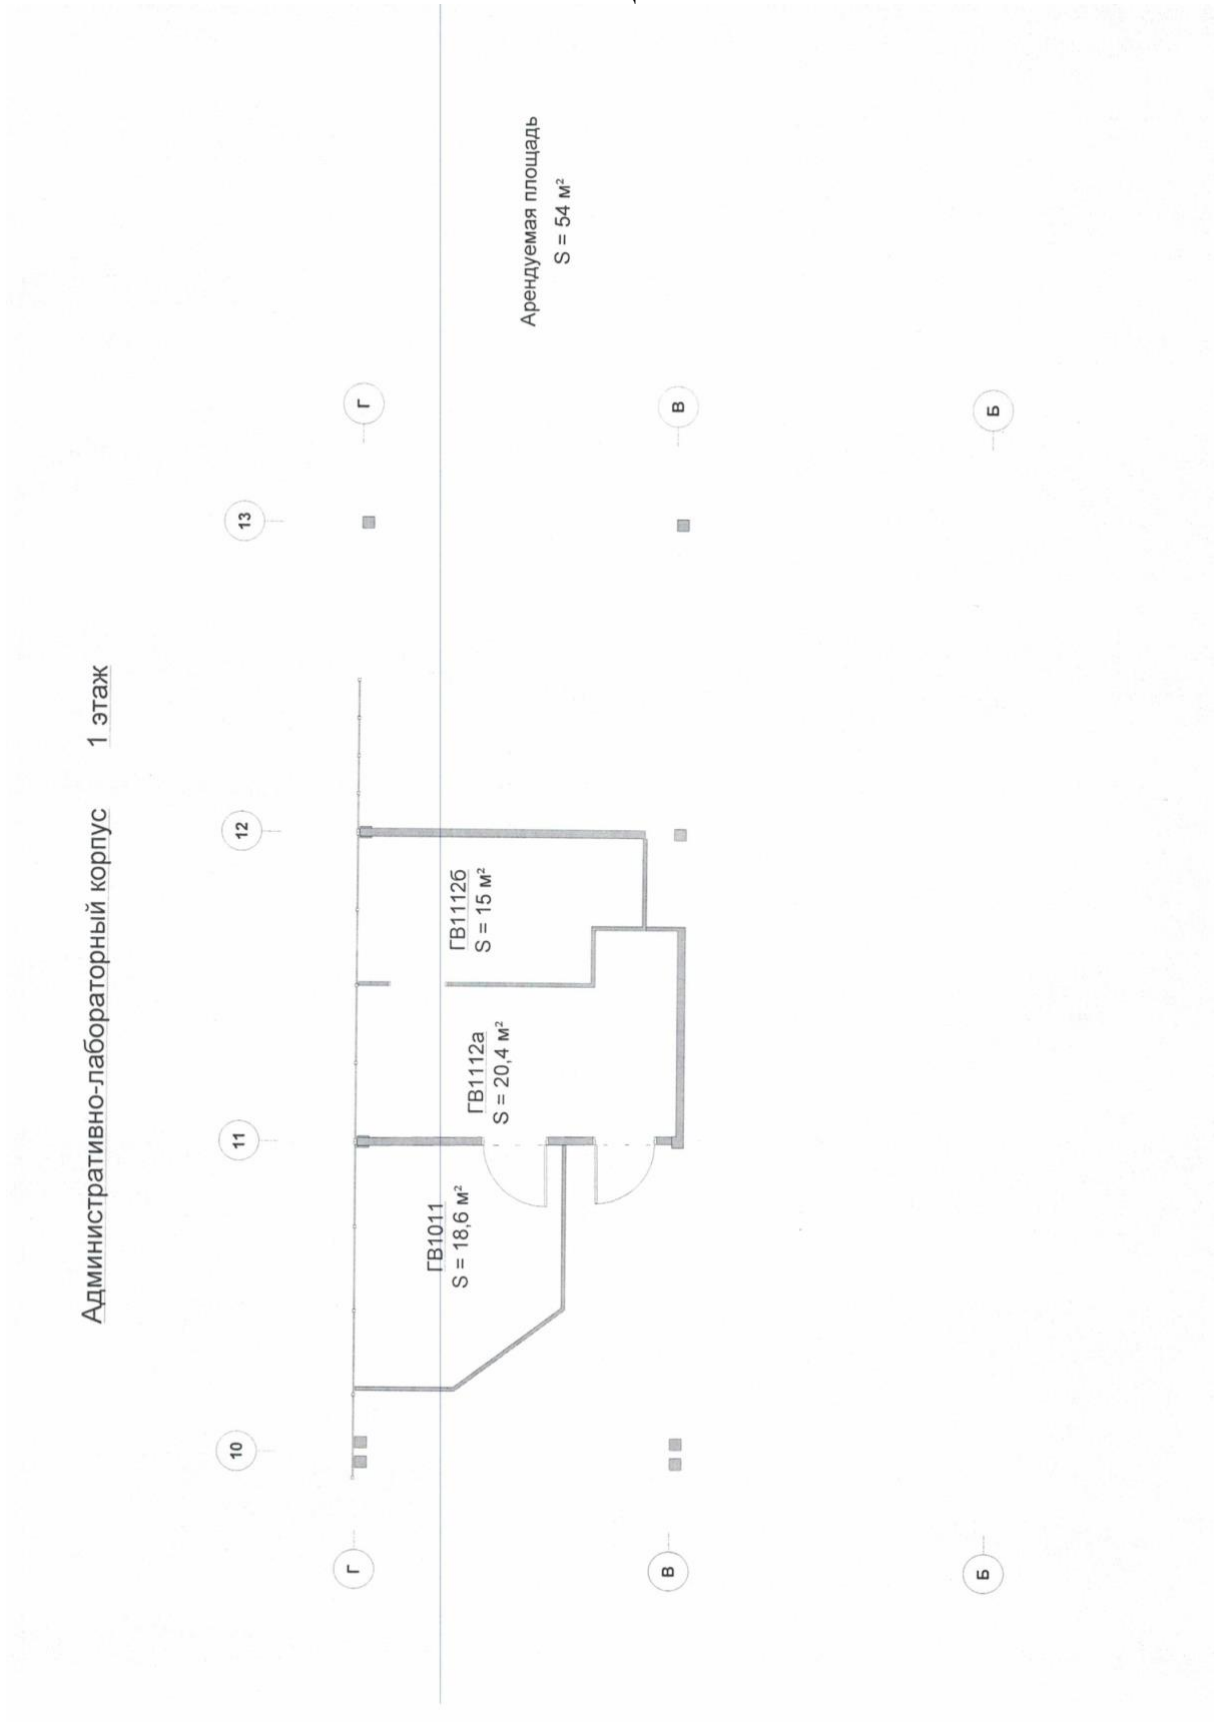 Административно-лабораторный корпус 1 этаж
10
11
12
13
Г
Г
ГВ1011
S = 18,6 м²
ГВ1112а
S = 20,4 м²
ГВ1112б
S = 15 м²
Арендуемая площадь
S = 54 м²
В
В
Б
Б